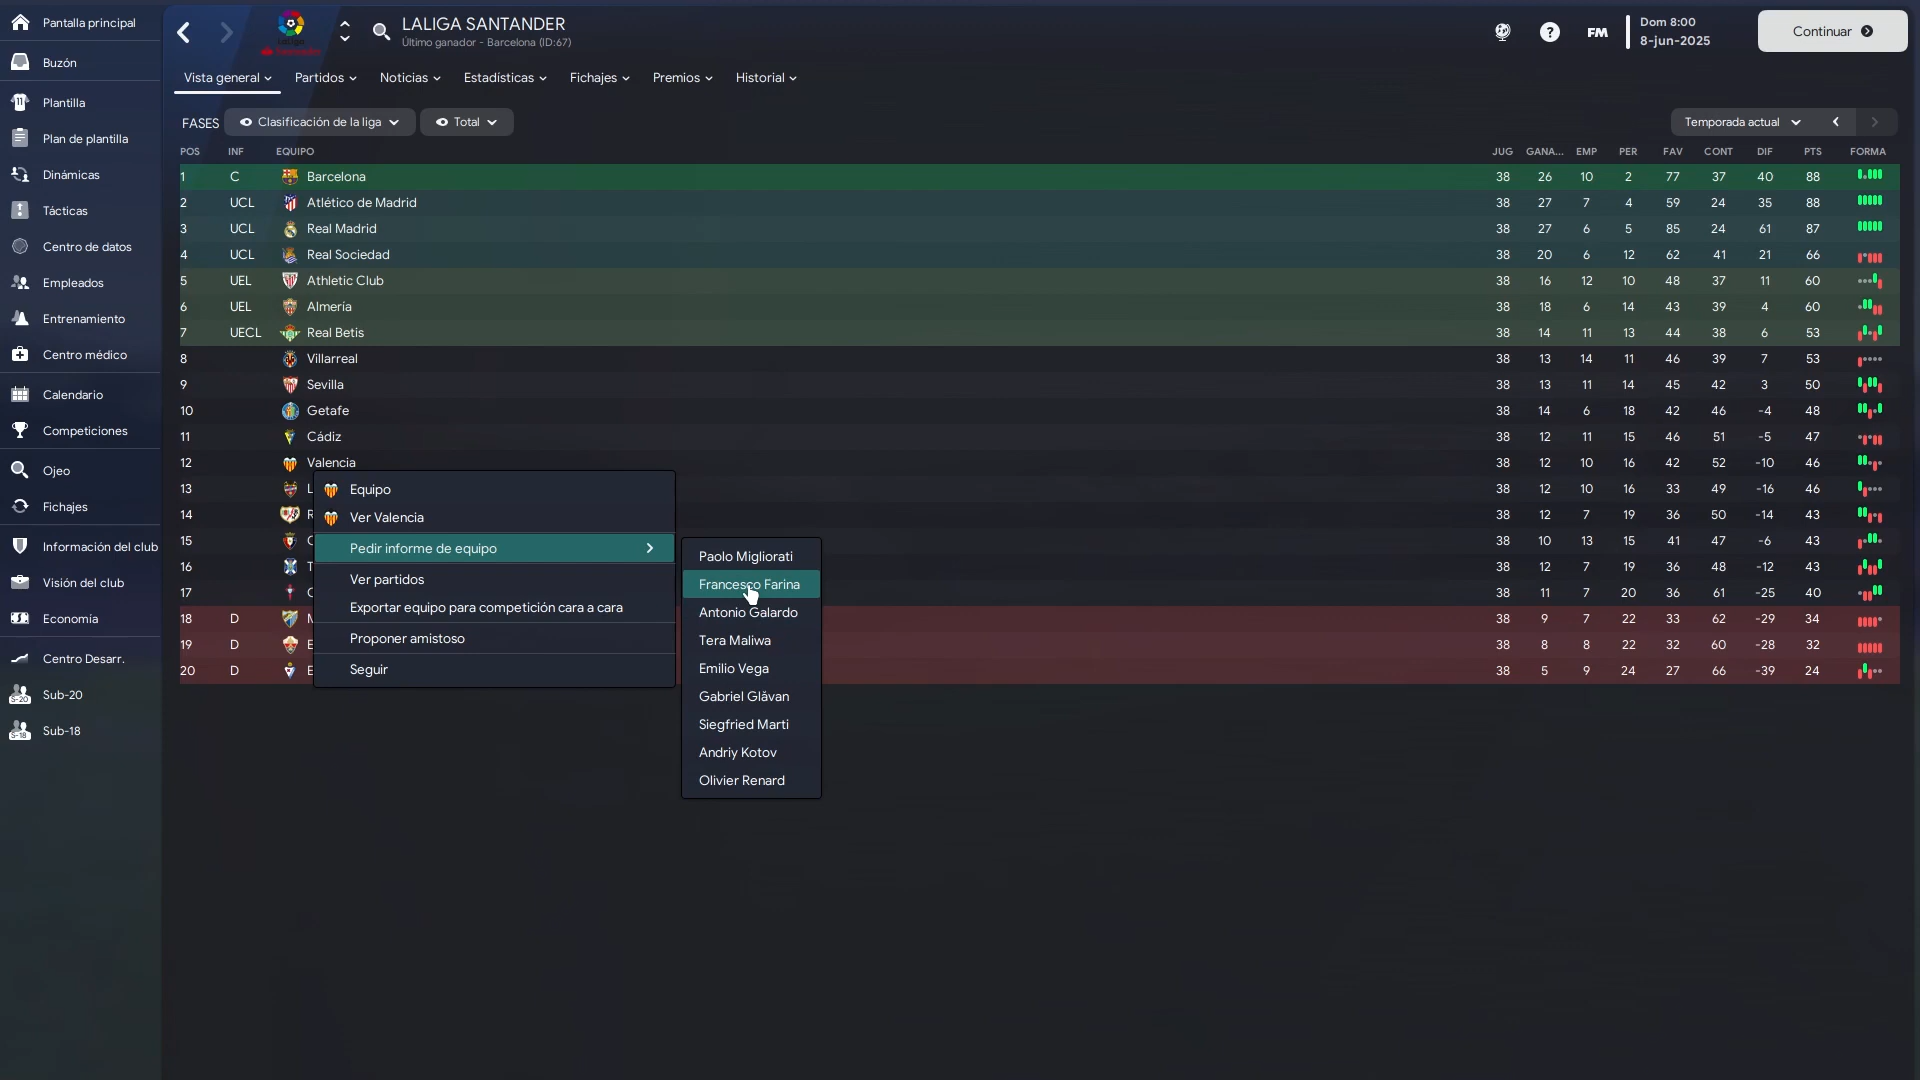 Pantalla principal
Buzón
Plantilla
Plan de plantilla
Dinámicas
Tácticas
Centro de datos
Empleados
Entrenamiento
Centro médico
Calendario
Competiciones
Ojeo
Fichajes
Información del club
Visión del club
Economía
Centro Desarr.
Sub-20
Sub-18
LALIGA SANTANDER
Último ganador - Barcelona (ID:67)
FM
Dom 8:00
8-jun-2025
Continuar
Vista general Partidos Noticias Estadísticas Fichajes Premios Historial
FASES Clasificación de la liga Total Temporada actual
POS INF EQUIPO JUG GANA... EMP PER FAV CONT DIF PTS FORMA
1 C Barcelona 38 26 10 2 77 37 40 88
2 UCL Atlético de Madrid 38 27 7 4 59 24 35 88
3 UCL Real Madrid 38 27 6 5 85 24 61 87
4 UCL Real Sociedad 38 20 6 12 62 41 21 66
5 UEL Athletic Club 38 16 12 10 48 37 11 60
6 UEL Almería 38 18 6 14 43 39 4 60
7 UECL Real Betis 38 14 11 13 44 38 6 53
8 Villarreal 38 13 14 11 46 39 7 53
9 Sevilla 38 13 11 14 45 42 3 50
10 Getafe 38 14 6 18 42 46 -4 48
11 Cádiz 38 12 11 15 46 51 -5 47
12 Valencia 38 12 10 16 42 52 -10 46
13 L 38 12 10 16 33 49 -16 46
14 R 38 12 7 19 36 50 -14 43
15 38 10 13 15 41 47 -6 43
16 T 38 12 7 19 36 48 -12 43
17 38 11 7 20 36 61 -25 40
18 D M 38 9 7 22 33 62 -29 34
19 D E 38 8 8 22 32 60 -28 32
20 D E 38 5 9 24 27 66 -39 24
Equipo
Ver Valencia
Pedir informe de equipo
Ver partidos
Exportar equipo para competición cara a cara
Proponer amistoso
Seguir
Paolo Migliorati
Francesco Farina
Antonio Galardo
Tera Maliwa
Emilio Vega
Gabriel Glăvan
Siegfried Marti
Andriy Kotov
Olivier Renard